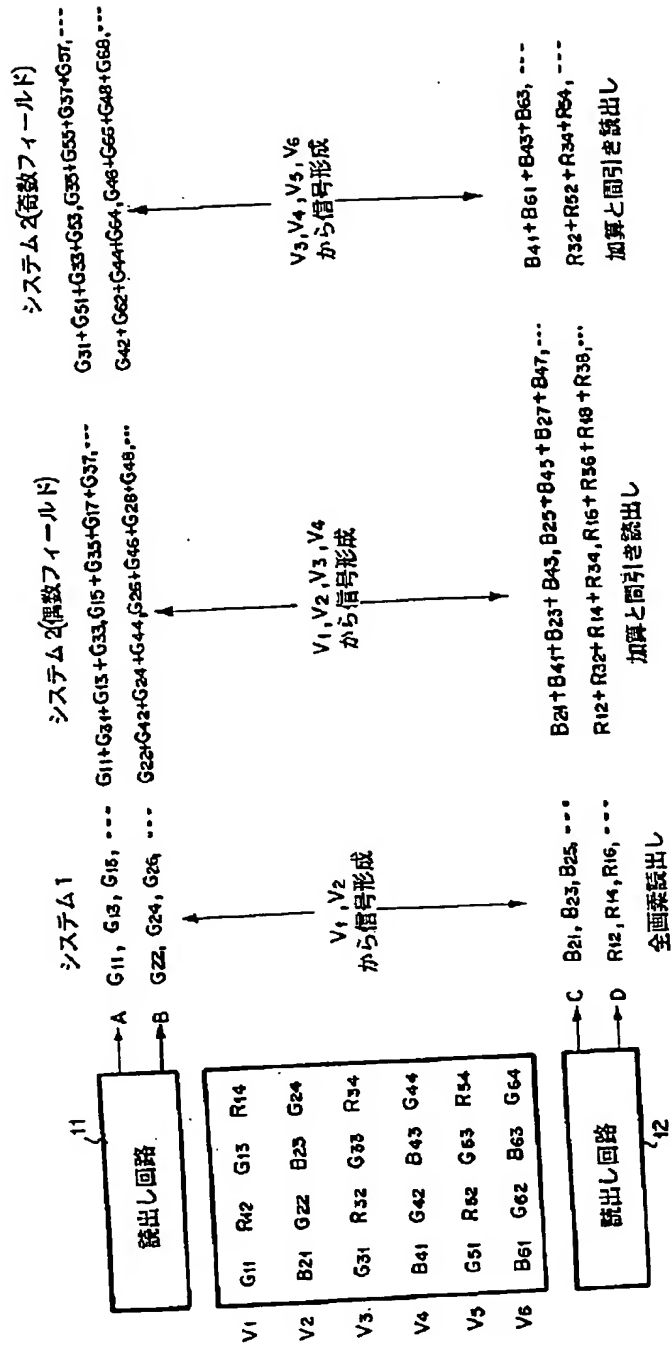 11
読出し回路
A
B
V1 G11 R12 G13 R14
V2 B21 G22 B23 G24
V3 G31 R32 G33 R34
V4 B41 G42 B43 G44
V5 G51 R52 G53 R54
V6 B61 G62 B63 G64
読出し回路
12
C
D
システム1
G11, G13, G15, ---
G22, G24, G26, ---
V1, V2
から信号形成
B21, B23, B25, ---
R12, R14, R16, ---
全画素読出し
システム2(偶数フィールド)
G11+G31+G13+G33,G15+G35+G17+G37,---
G22+G42+G24+G44,G26+G46+G28+G48,---
V1, V2, V3, V4
から信号形成
B21+B41+B23+B43, B25+B45+B27+B47, ---
R12+R32+R14+R34, R16+R36+R18+R38, ---
加算と間引き読出し
システム2(奇数フィールド)
G31+G51+G33+G53,G35+G55+G37+G57,---
G42+G62+G44+G64,G46+G66+G48+G68,---
V3, V4, V5, V6
から信号形成
B41+B61+B43+B63, ---
R32+R52+R34+R54, ---
加算と間引き読出し